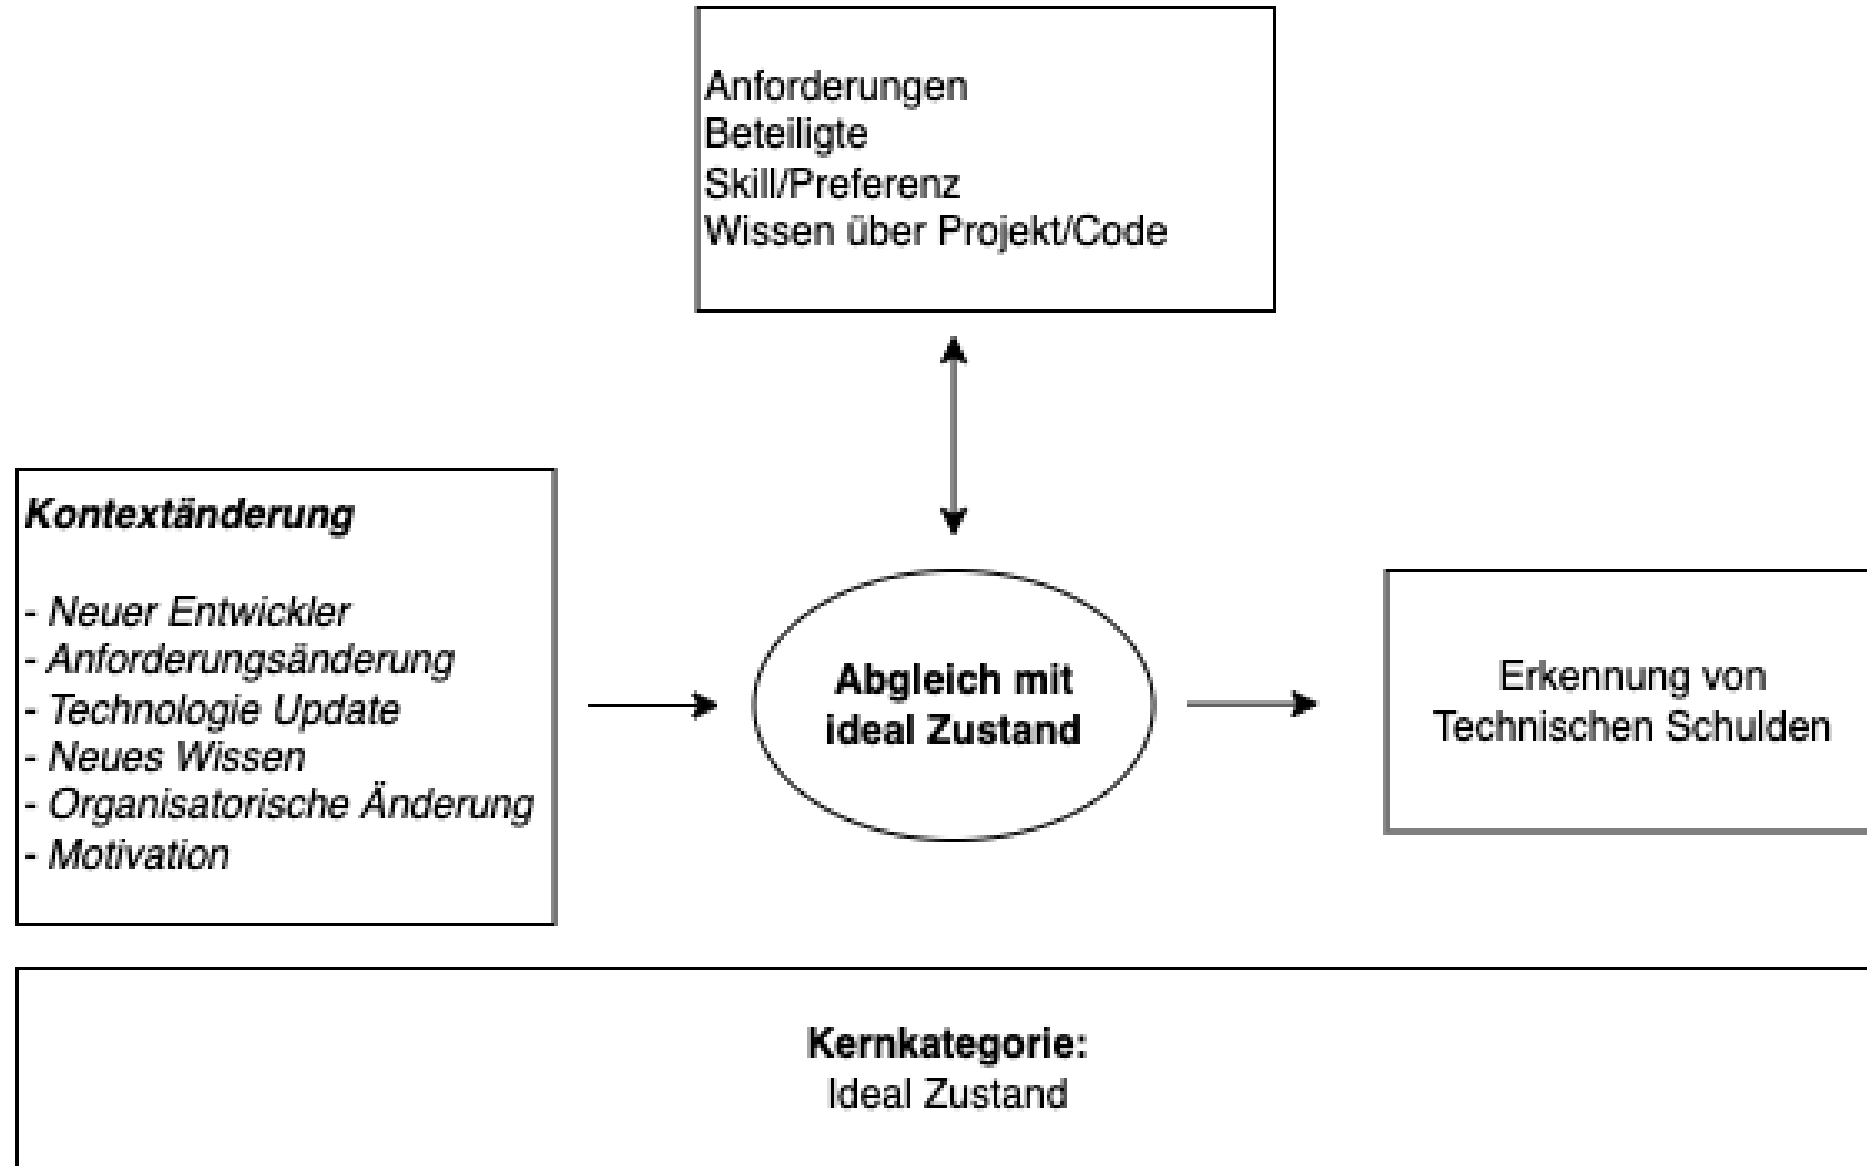 Anforderungen
Beteiligte
Skill/Preferenz
Wissen über Projekt/Code
Kontextänderung
- Neuer Entwickler
- Anforderungsänderung
- Technologie Update
- Neues Wissen
- Organisatorische Änderung
- Motivation
Abgleich mit
ideal Zustand
Erkennung von
Technischen Schulden
Kernkategorie:
Ideal Zustand